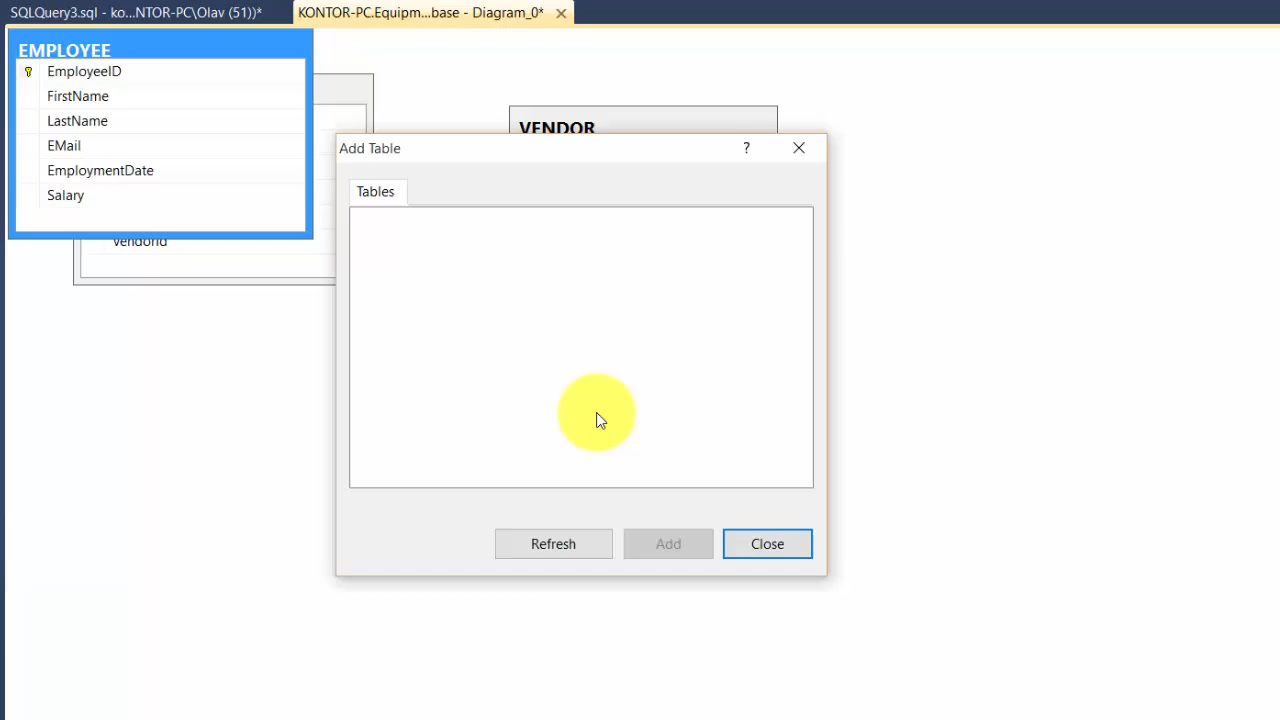 SQLQuery3.sql - ko...NTOR-PC\Olav (51))*
KONTOR-PC.Equipm...base - Diagram_0*
EMPLOYEE
EmployeeID
FirstName
LastName
EMail
EmploymentDate
Salary
VendorId
VENDOR
Add Table
?
Tables
Refresh
Add
Close